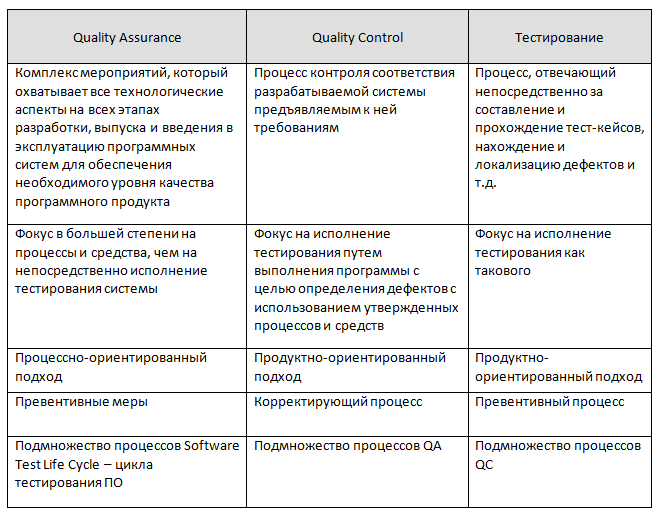 Quality Assurance
Quality Control
Тестирование
Комплекс мероприятий, который
охватывает все технологические
аспекты на всех этапах
разработки, выпуска и введения в
эксплуатацию программных
систем для обеспечения
необходимого уровня качества
программного продукта
Процесс контроля соответствия
разрабатываемой системы
предъявляемым к ней
требованиям
Процесс, отвечающий
непосредственно за
составление и
прохождение тест-кейсов,
нахождение и
локализацию дефектов и
т.д.
Фокус в большей степени на
процессы и средства, чем на
непосредственно исполнение
тестирования системы
Фокус на исполнение
тестирования путем
выполнения программы с
целью определения дефектов с
использованием утвержденных
процессов и средств
Фокус на исполнение
тестирования как
такового
Процессно-ориентированный
подход
Продуктно-ориентированный
подход
Продуктно-
ориентированный подход
Превентивные меры
Корректирующий процесс
Превентивный процесс
Подмножество процессов Software
Test Life Cycle – цикла
тестирования ПО
Подмножество процессов QA
Подмножество процессов
QC